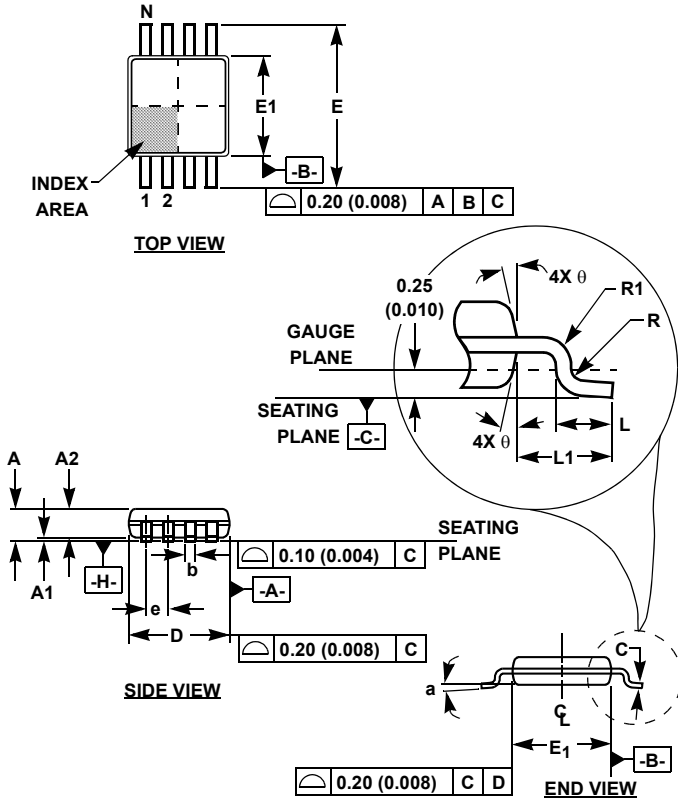 N
E1
E
-B-
INDEX
AREA
1 2
0.20 (0.008) A B C
TOP VIEW
0.25
(0.010)
4X θ
R1
R
GAUGE
PLANE
SEATING
PLANE
-C-
4X θ
L
L1
A
A2
SEATING
PLANE
0.10 (0.004) C
A1
-H-
b
-A-
e
D
0.20 (0.008) C
SIDE VIEW
C
a
CL
E1
-B-
0.20 (0.008) C D
END VIEW